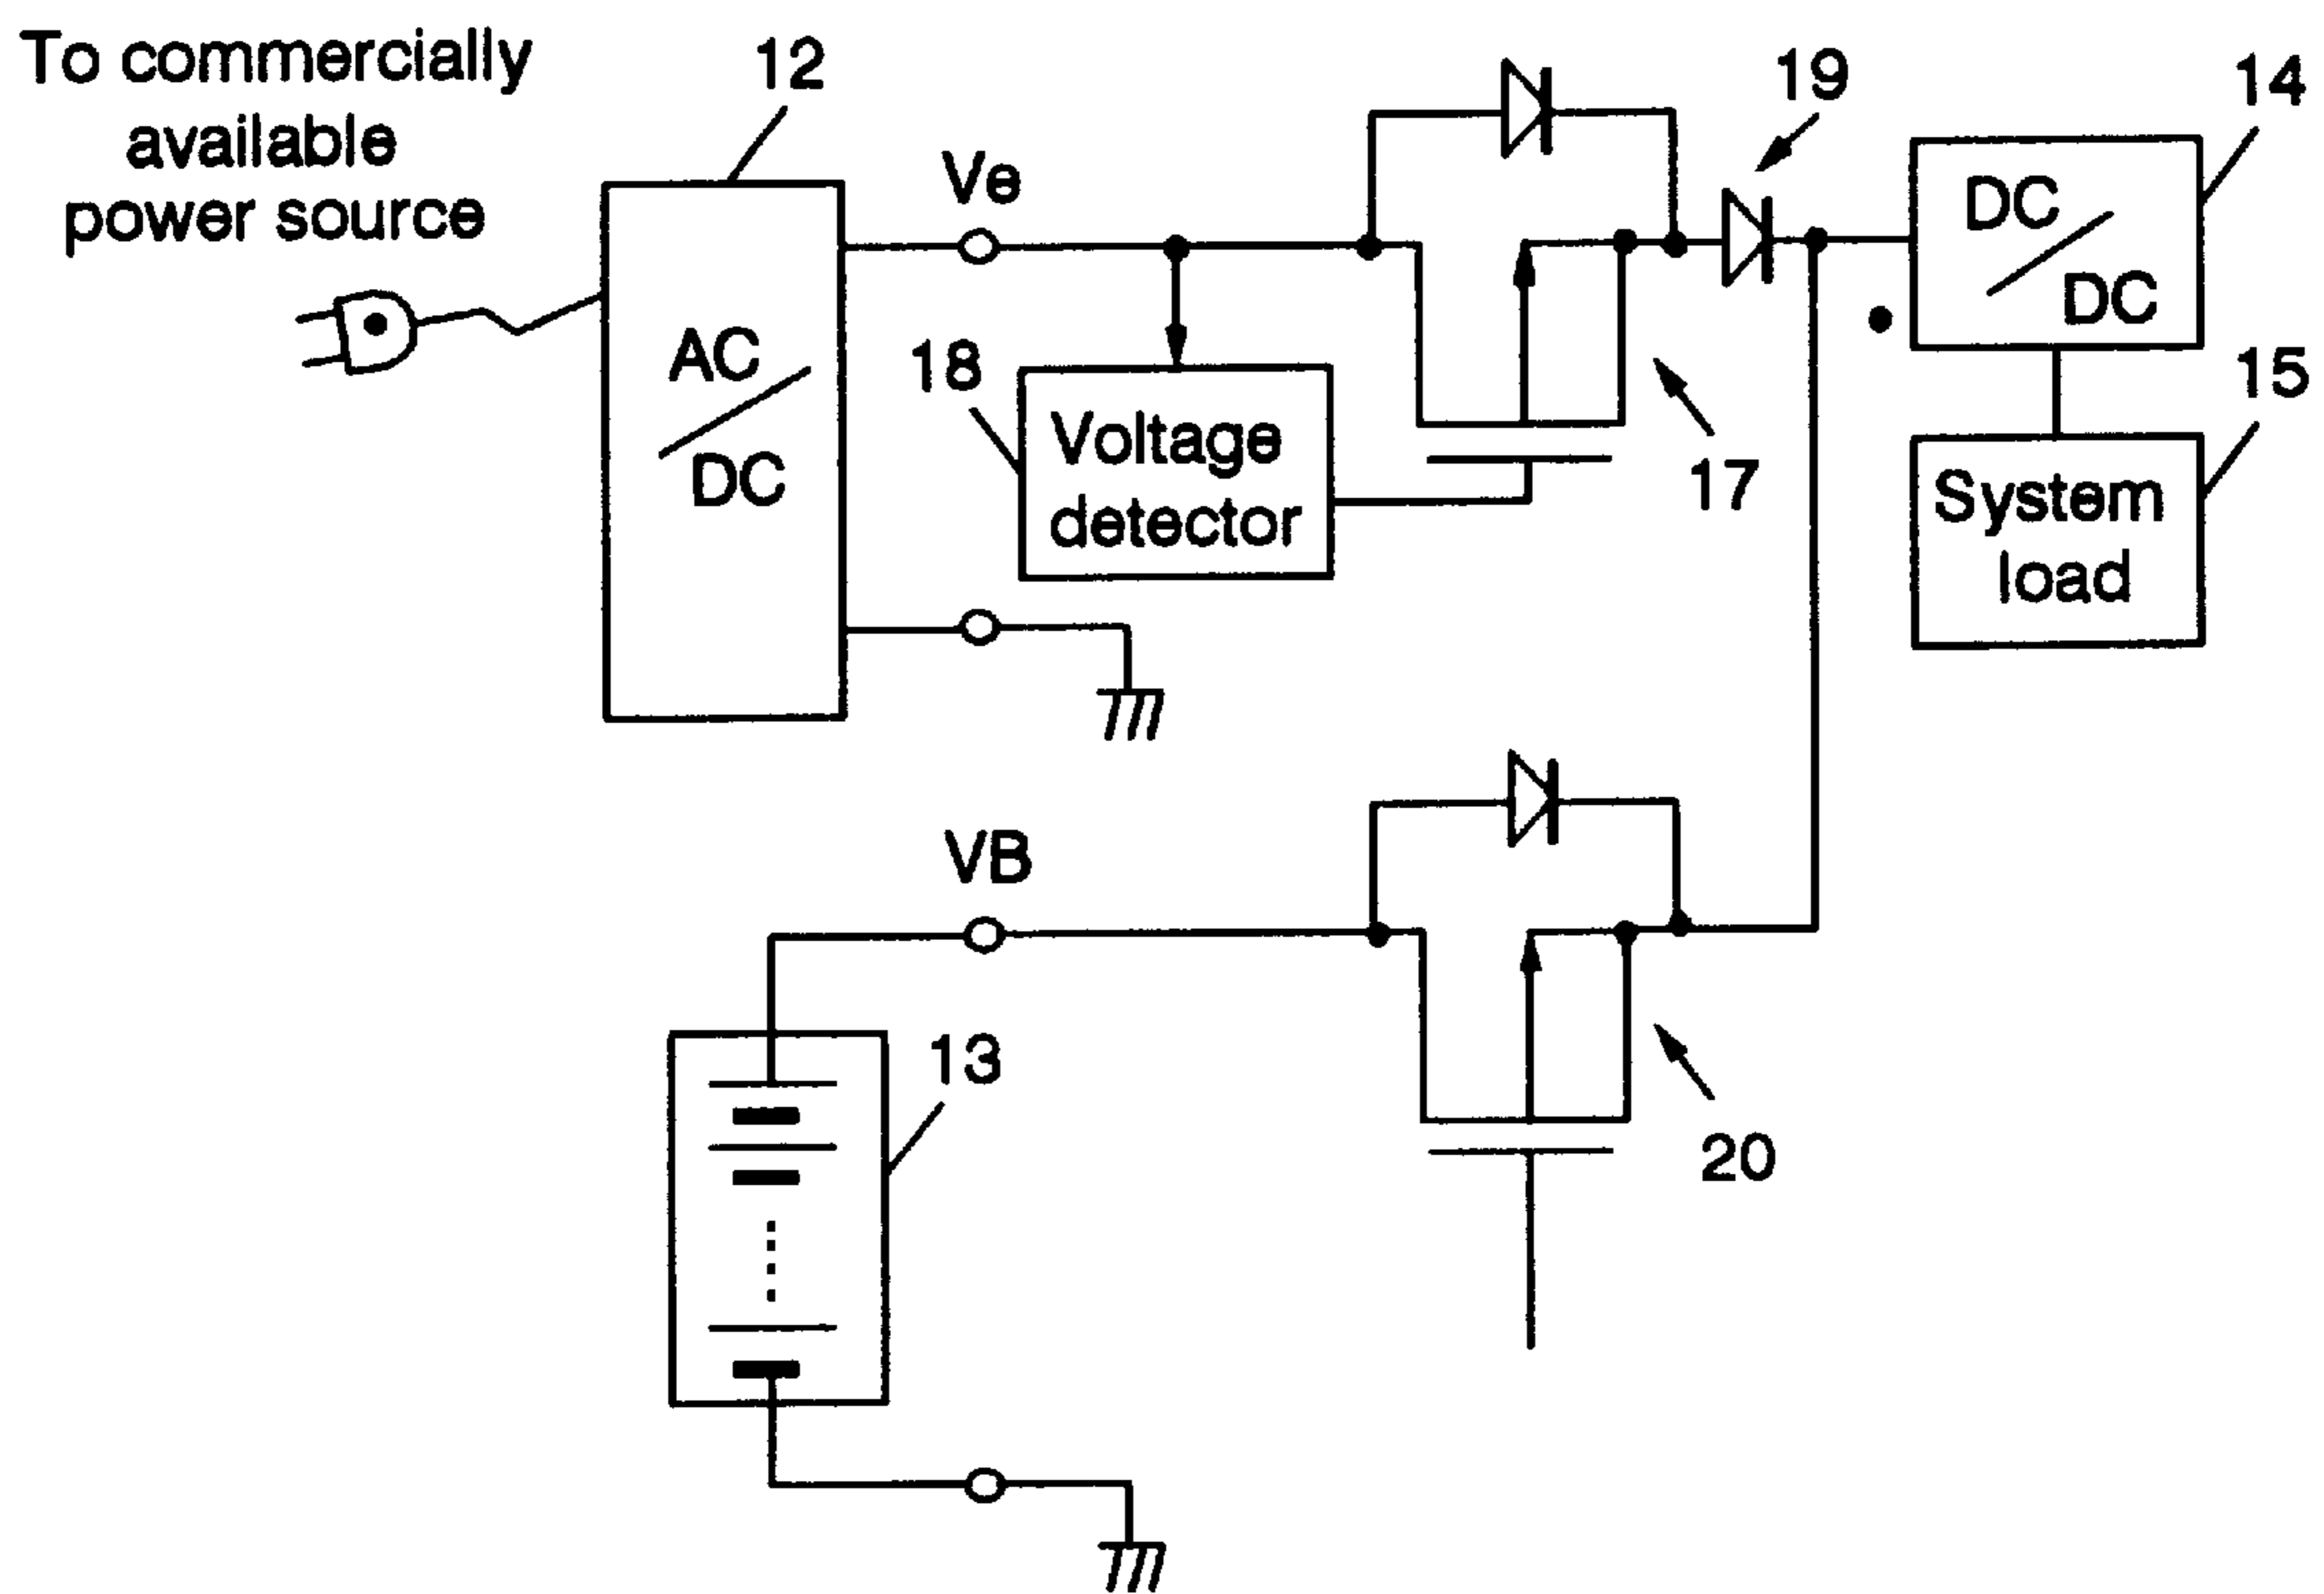 To commercially
available
power source
12
Ve
19
14
DC
DC
AC
DC
18
Voltage
detector
17
15
System
load
VB
13
20